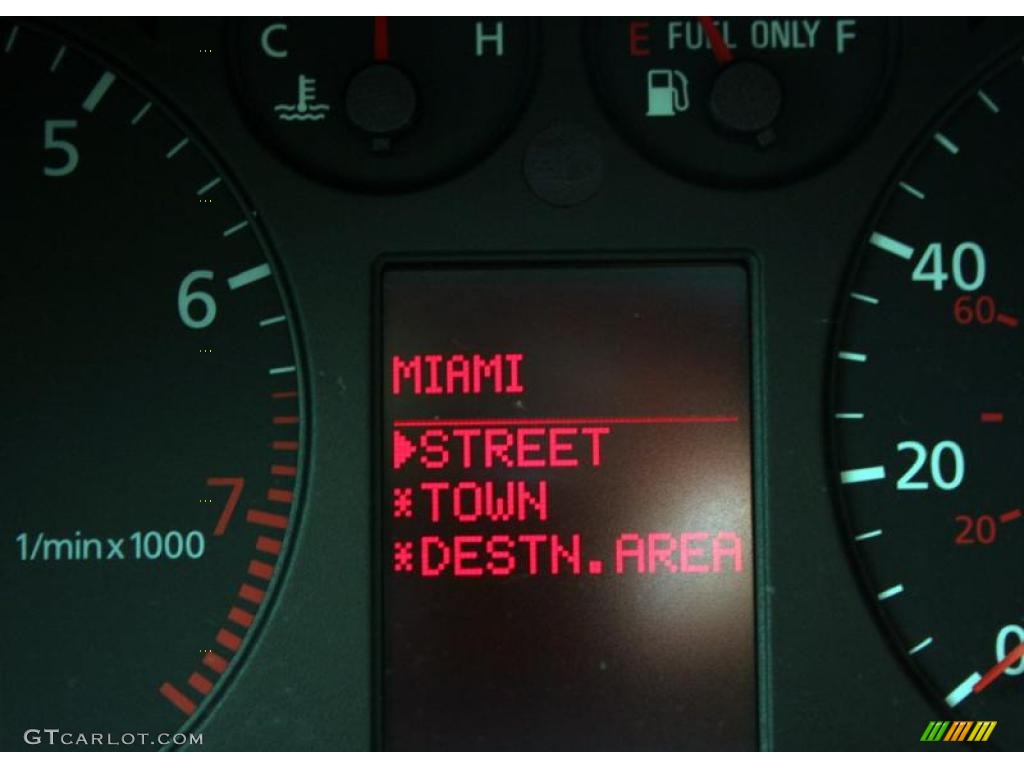 C H
E FUEL ONLY F
5
6
7
1/min x 1000
MIAMI
STREET
*TOWN
*DESTN.AREA
40
60
20
20
0
GTCARLOT.COM